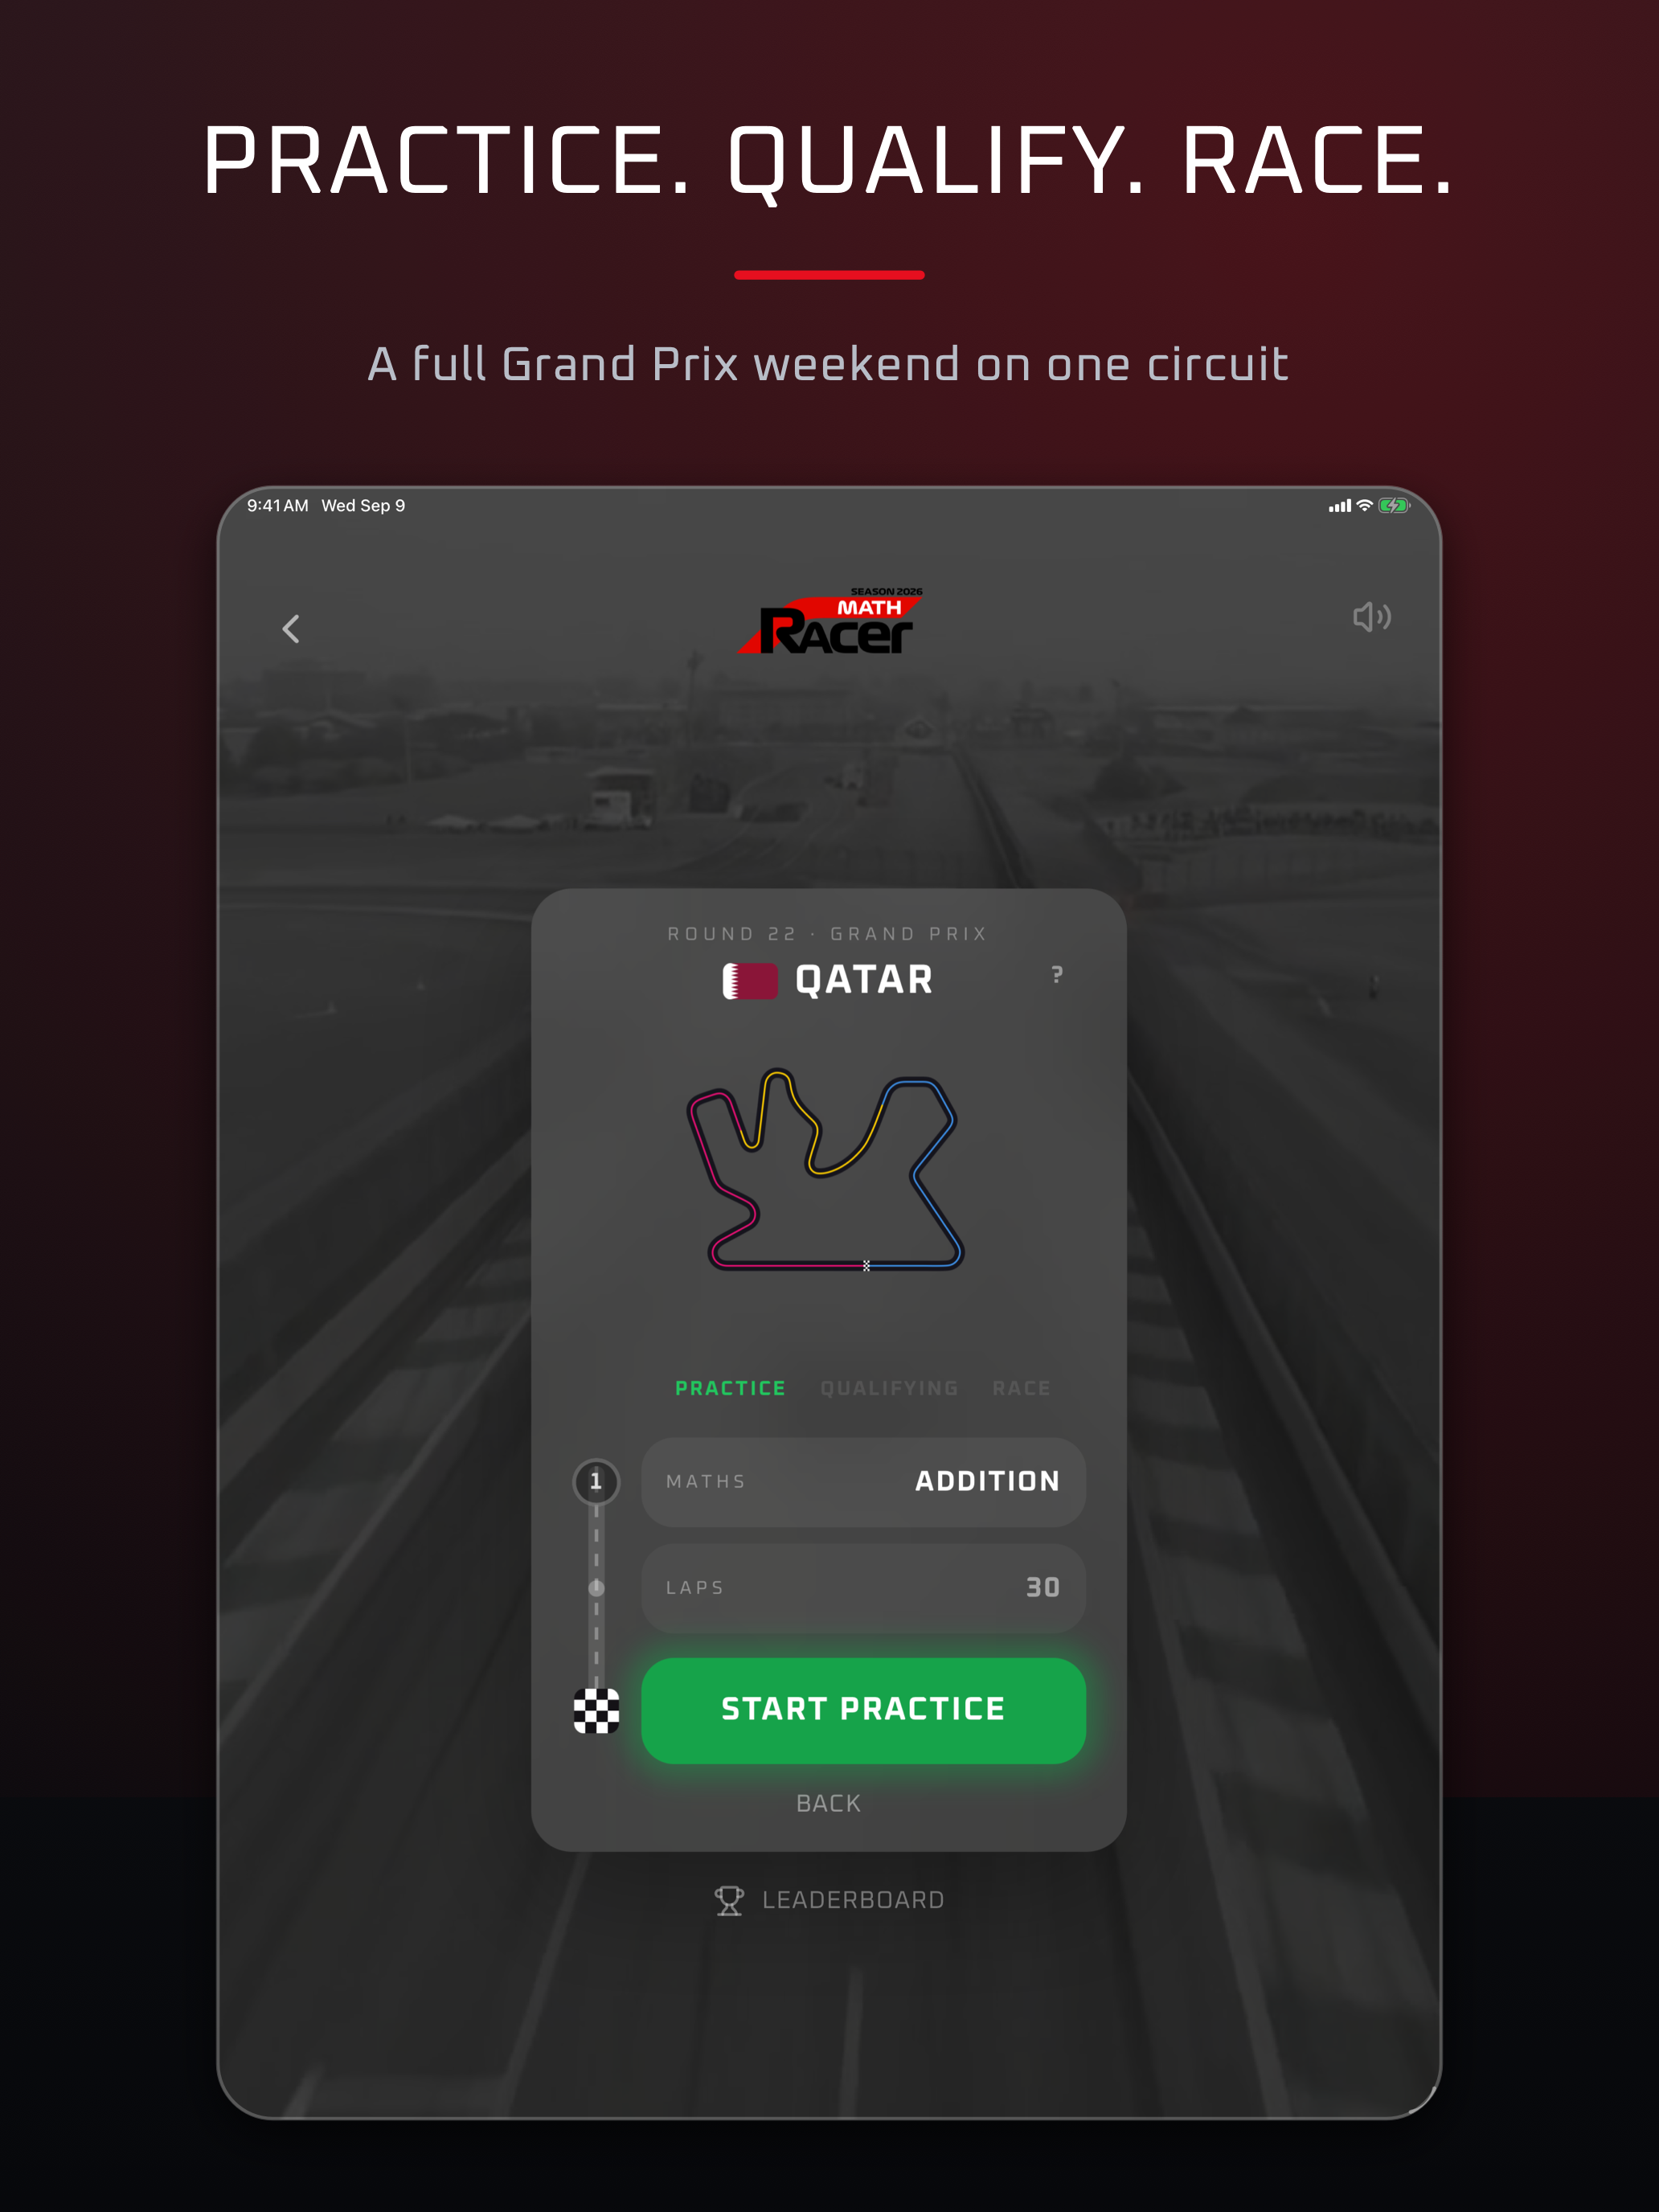 PRACTICE. QUALIFY. RACE.
A full Grand Prix weekend on one circuit
9:41 AM Wed Sep 9
SEASON 2026
MATH
RACER
ROUND 22 · GRAND PRIX
QATAR ?
PRACTICE QUALIFYING RACE
1 MATHS ADDITION
LAPS 30
START PRACTICE
BACK
LEADERBOARD